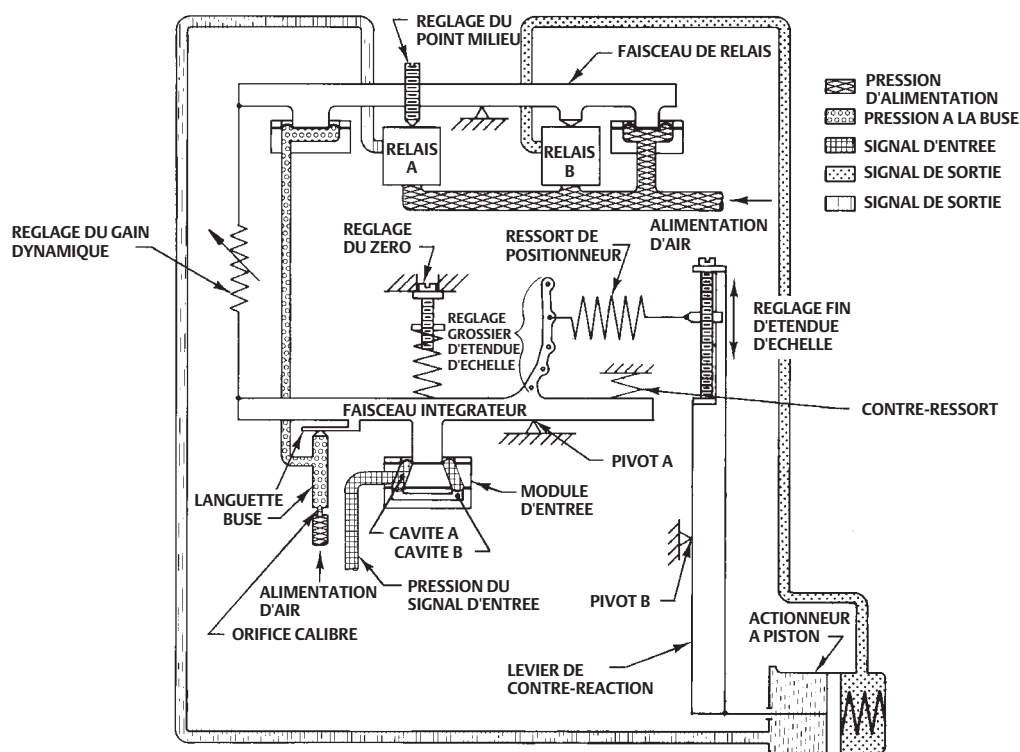 REGLAGE DU
POINT MILIEU
FAISCEAU DE RELAIS
PRESSION
D'ALIMENTATION
PRESSION A LA BUSE
SIGNAL D'ENTREE
SIGNAL DE SORTIE
SIGNAL DE SORTIE
RELAIS
A
RELAIS
B
ALIMENTATION
D'AIR
REGLAGE DU GAIN
DYNAMIQUE
REGLAGE
DU ZERO
RESSORT DE
POSITIONNEUR
REGLAGE
GROSSIER
D'ETENDUE
D'ECHELLE
REGLAGE FIN
D'ETENDUE
D'ECHELLE
FAISCEAU INTEGRATEUR
CONTRE-RESSORT
PIVOT A
LANGUETTE
BUSE
MODULE
D'ENTREE
CAVITE A
CAVITE B
ALIMENTATION
D'AIR
PRESSION DU
SIGNAL D'ENTREE
ORIFICE CALIBRE
PIVOT B
ACTIONNEUR
A PISTON
LEVIER DE
CONTRE-REACTION